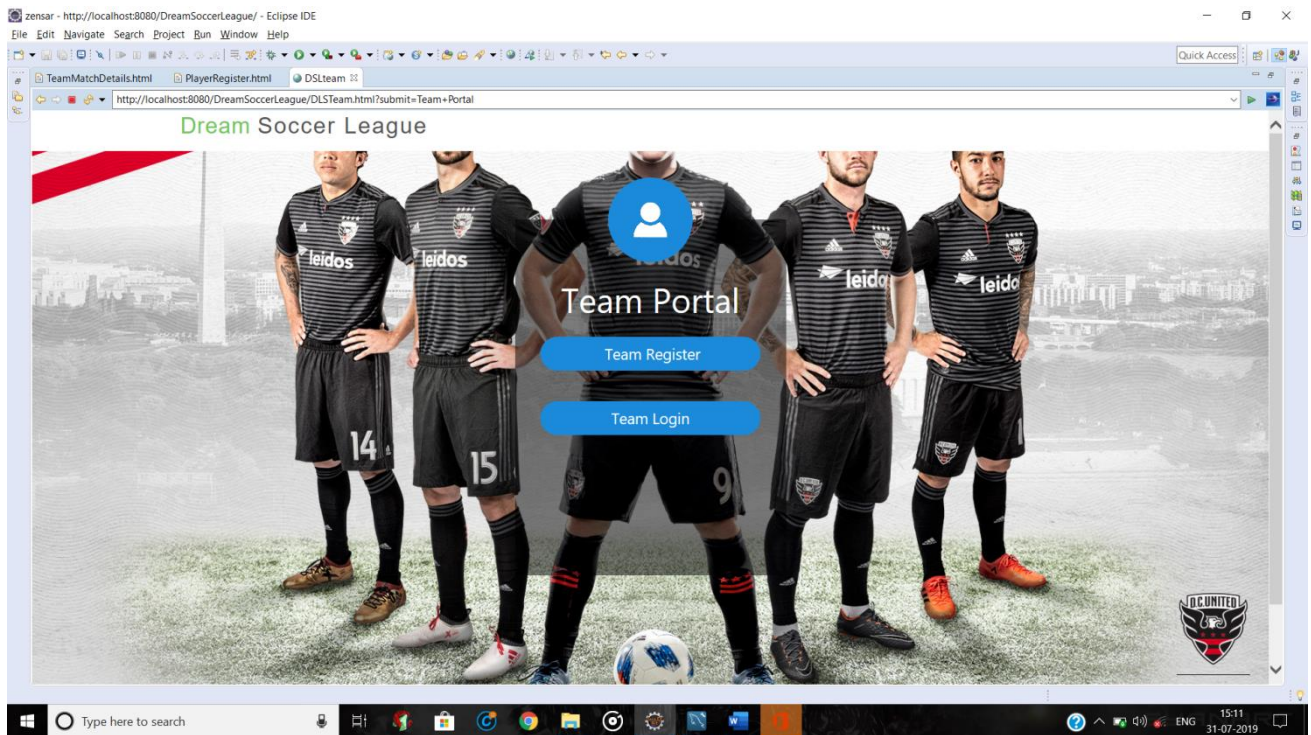 zensar - http://localhost:8080/DreamSoccerLeague/ - Eclipse IDE
File Edit Navigate Search Project Run Window Help
Quick Access
TeamMatchDetails.html PlayerRegister.html DSLteam
http://localhost:8080/DreamSoccerLeague/DLSTeam.html?submit=Team+Portal
Dream Soccer League
leidos leidos leidos leido leido
Team Portal
Team Register
Team Login
14 15 9 1
D.C.UNITED
Type here to search
ENG 15:11
31-07-2019